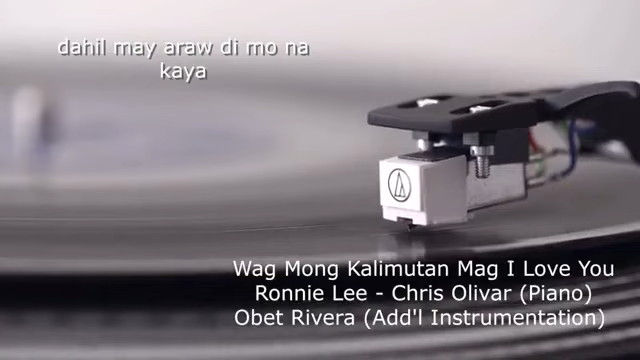 dahil may araw di mo na
kaya
Wag Mong Kalimutan Mag I Love You
Ronnie Lee - Chris Olivar (Piano)
Obet Rivera (Add'l Instrumentation)